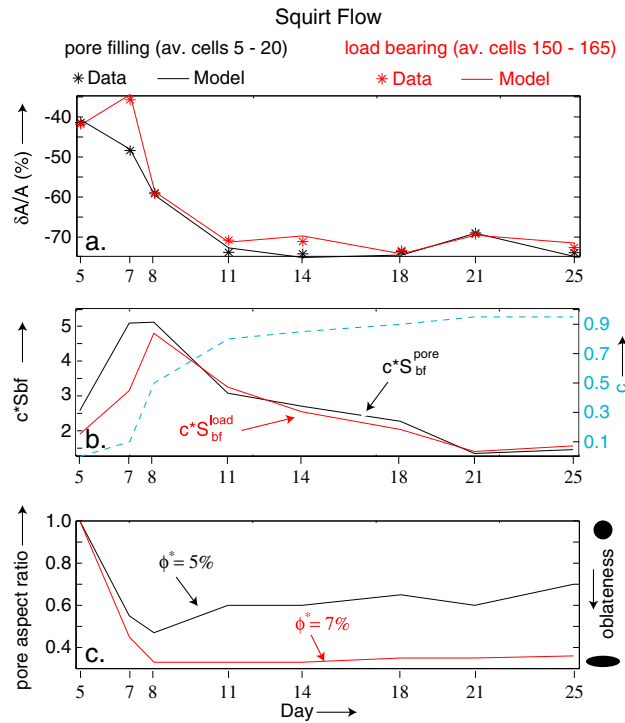 Squirt Flow
pore filling (av. cells 5 - 20)
load bearing (av. cells 150 - 165)
Data
Model
Data
Model
δA/A (%)
-40
-50
-60
-70
a.
5 7 8 11 14 18 21 25
c*Sbf
5
4
3
2
b.
c*S_bf^pore
c*S_bf^load
0.9
0.7
0.5
0.3
0.1
c
5 7 8 11 14 18 21 25
pore aspect ratio
1.0
0.8
0.6
0.4
c.
ϕ* = 5%
ϕ* = 7%
oblateness
5 7 8 11 14 18 21 25
Day